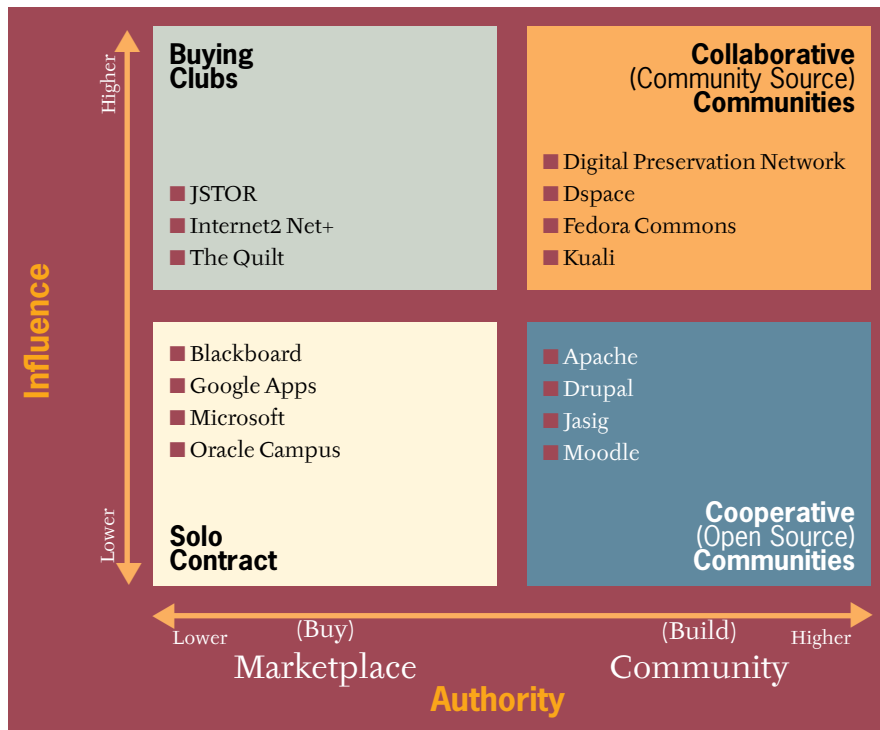 Influence
Higher
Lower
Buying
Clubs
■ JSTOR
■ Internet2 Net+
■ The Quilt
Collaborative
(Community Source)
Communities
■ Digital Preservation Network
■ Dspace
■ Fedora Commons
■ Kuali
■ Blackboard
■ Google Apps
■ Microsoft
■ Oracle Campus
Solo
Contract
■ Apache
■ Drupal
■ Jasig
■ Moodle
Cooperative
(Open Source)
Communities
Lower
(Buy)
(Build)
Higher
Marketplace
Community
Authority